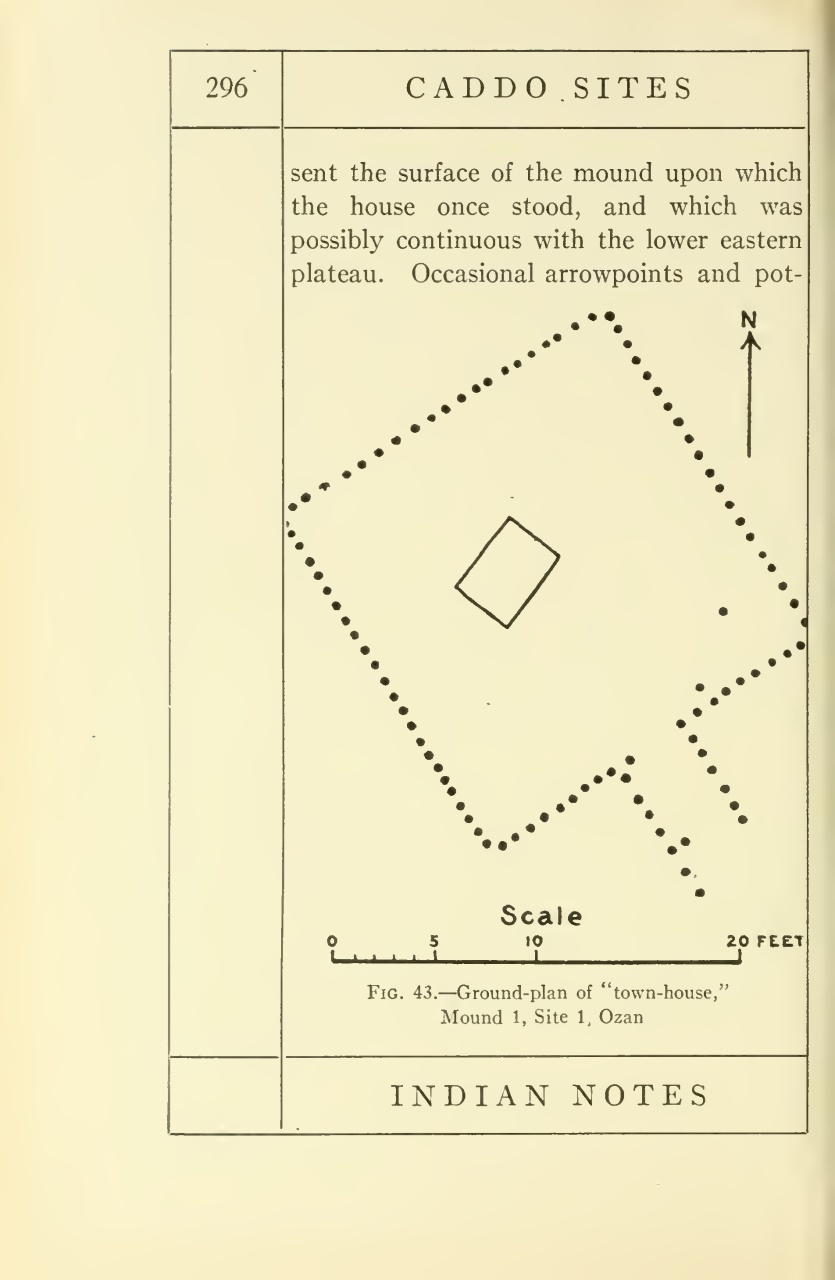 296
CADDO SITES
sent the surface of the mound upon which
the house once stood, and which was
possibly continuous with the lower eastern
plateau. Occasional arrowpoints and pot-
N
Scale
0 5 10 20 FEET
FIG. 43.—Ground-plan of “town-house,”
Mound 1, Site 1, Ozan
INDIAN NOTES